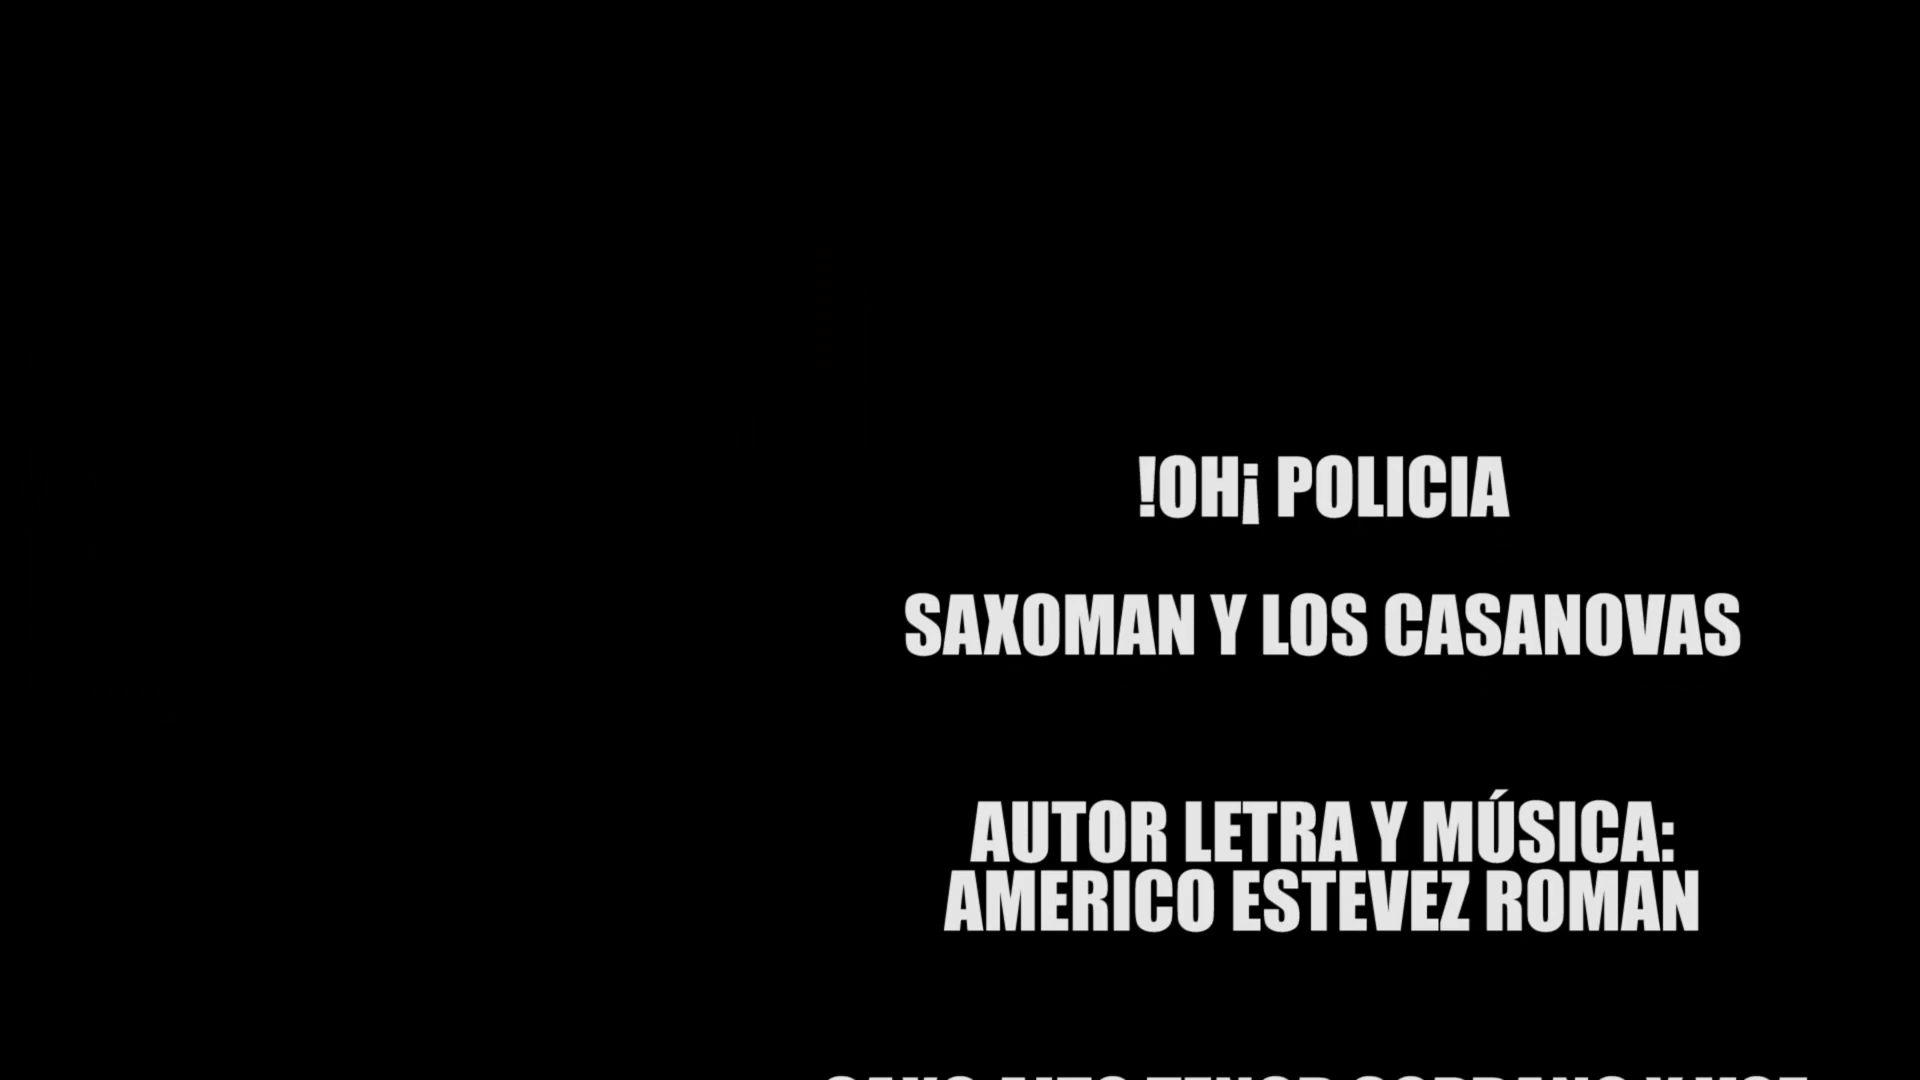 !OH¡ POLICIA
SAXOMAN Y LOS CASANOVAS
AUTOR LETRA Y MÚSICA:
AMERICO ESTEVEZ ROMAN